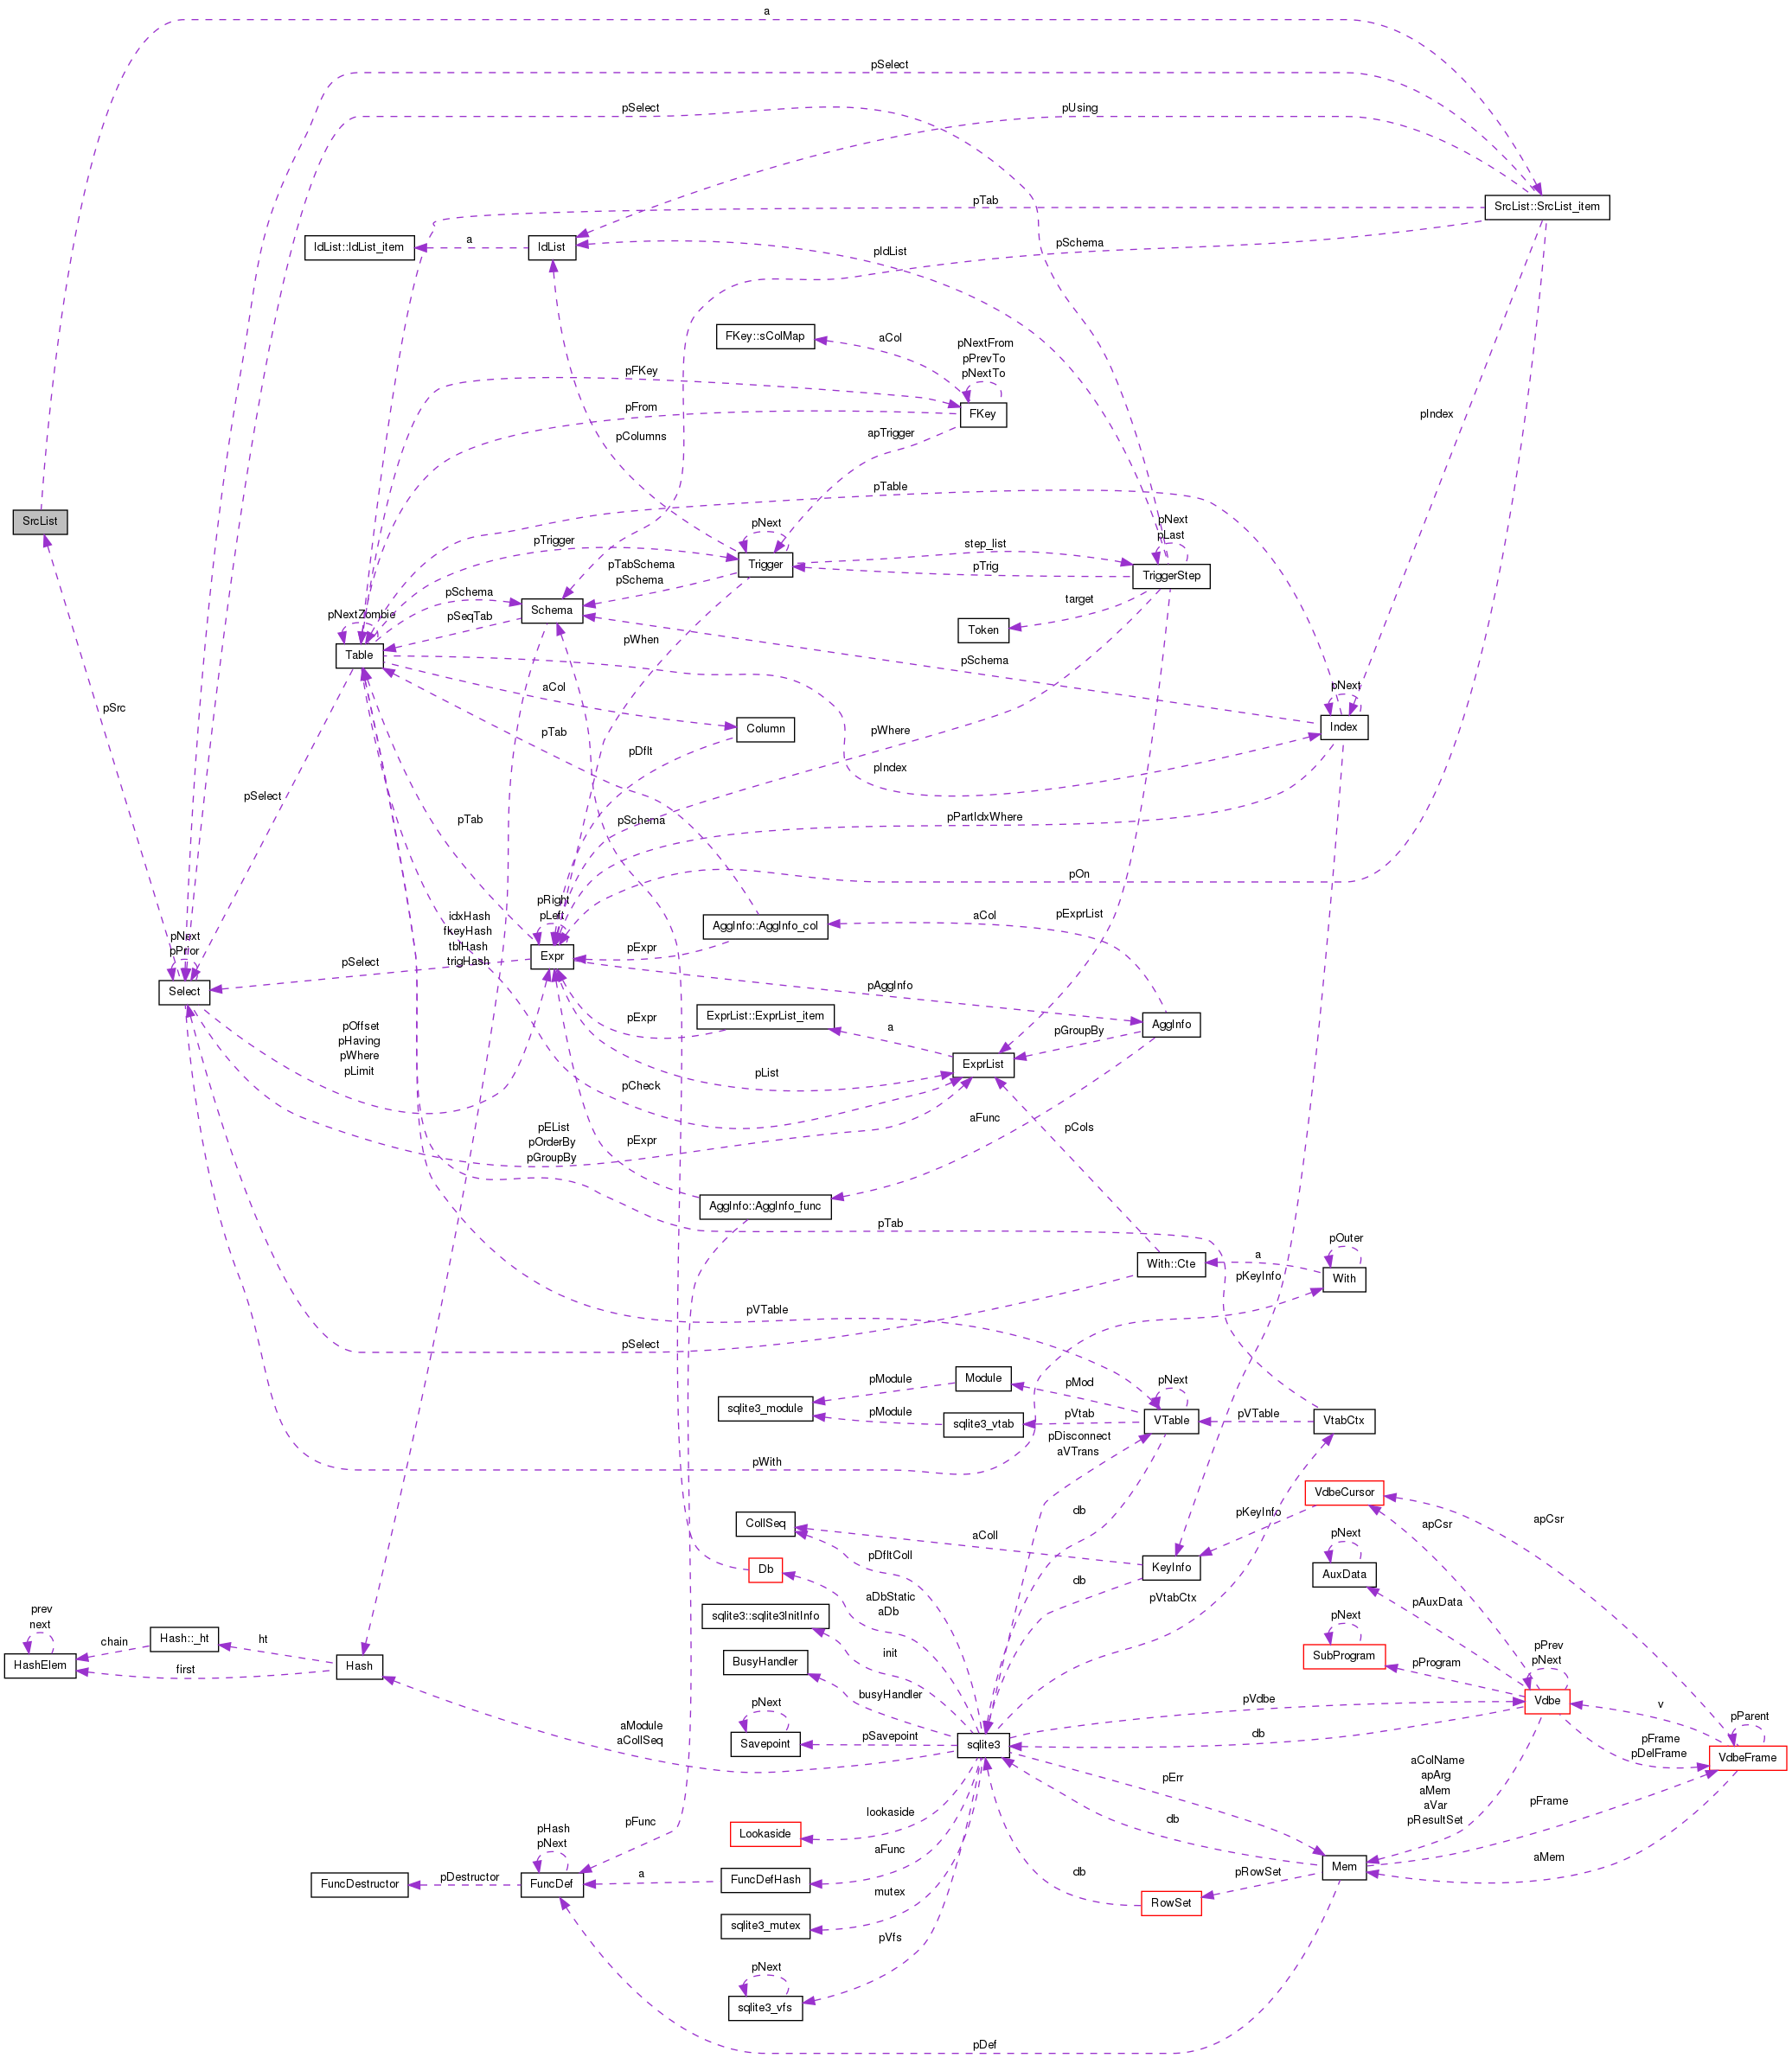 a
pSelect
pSelect
pUsing
SrcList::SrcList_item
pTab
IdList::IdList_item
a
IdList
pIdList
pSchema
FKey::sColMap
aCol
pNextFrom
pPrevTo
pNextTo
pFKey
FKey
pFrom
pIndex
pColumns
apTrigger
pTable
SrcList
pNext
pNext
pLast
pTrigger
step_list
pTabSchema
pSchema
Trigger
pTrig
TriggerStep
pSchema
Schema
target
pNextZombie
pSeqTab
Token
Table
pWhen
pSchema
aCol
pNext
pSrc
Column
Index
pTab
pDflt
pWhere
pIndex
pSelect
pTab
pSchema
pPartIdxWhere
pOn
pRight
pLeft
idxHash
fkeyHash
tblHash
trigHash
AggInfo::AggInfo_col
aCol
pExprList
pNext
pPrior
pExpr
Expr
pSelect
Select
pAggInfo
ExprList::ExprList_item
pExpr
a
pGroupBy
AggInfo
pOffset
pHaving
pWhere
pLimit
ExprList
pList
pCheck
aFunc
pEList
pOrderBy
pGroupBy
pExpr
pCols
AggInfo::AggInfo_func
pTab
pOuter
With::Cte
a
With
pKeyInfo
pVTable
pSelect
pModule
Module
pMod
pNext
sqlite3_module
pModule
sqlite3_vtab
pVtab
VTable
pVTable
VtabCtx
pDisconnect
aVTrans
pWith
VdbeCursor
CollSeq
db
pKeyInfo
apCsr
apCsr
aColl
pNext
pDfltColl
KeyInfo
AuxData
Db
db
pVtabCtx
pAuxData
aDbStatic
aDb
sqlite3::sqlite3InitInfo
prev
next
Hash::_ht
chain
ht
pNext
init
SubProgram
pProgram
pPrev
pNext
HashElem
first
Hash
BusyHandler
busyHandler
pVdbe
Vdbe
v
pNext
pParent
aModule
aCollSeq
Savepoint
pSavepoint
sqlite3
db
pFrame
pDelFrame
VdbeFrame
pErr
aColName
apArg
aMem
aVar
pResultSet
pFrame
lookaside
db
pFunc
Lookaside
pHash
pNext
aFunc
aMem
FuncDestructor
pDestructor
FuncDef
a
FuncDefHash
mutex
db
pRowSet
Mem
RowSet
sqlite3_mutex
pVfs
pNext
sqlite3_vfs
pDef